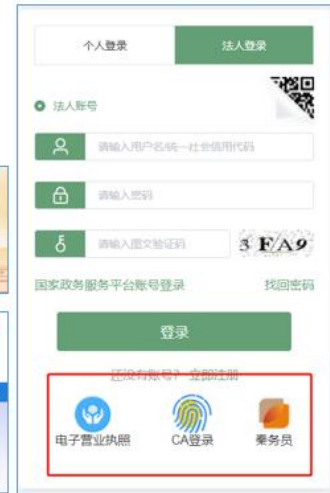 个人登录 法人登录
法人账号
请输入用户名/统一社会信用代码
请输入密码
请输入图文验证码 3 FA9
国家政务服务平台账号登录 找回密码
登录
还没有账号? 立即注册
电子营业执照 CA登录 秦务员